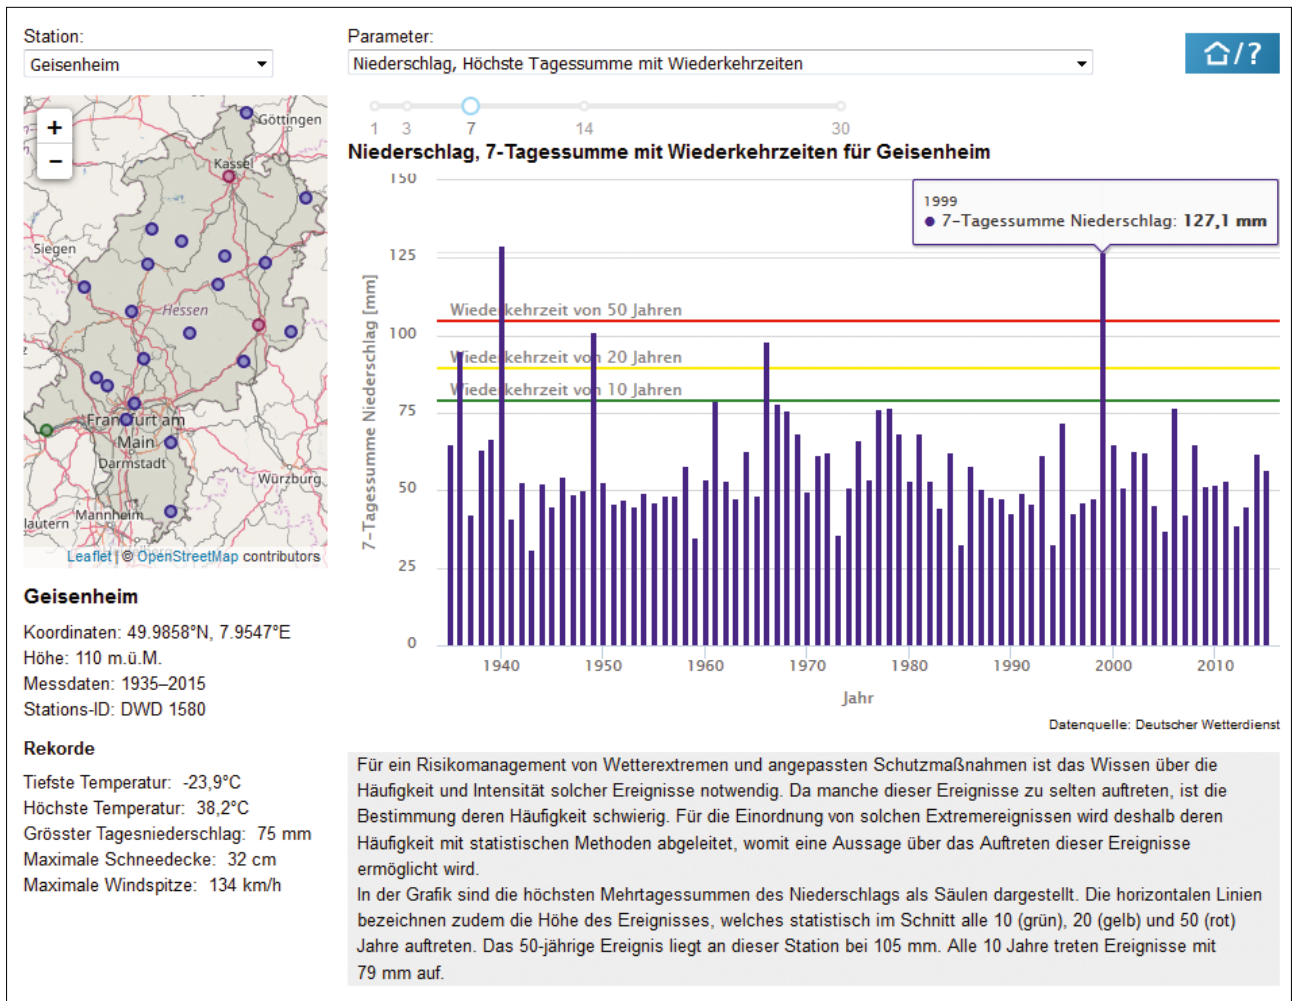 Station:
Geisenheim
Parameter:
Niederschlag, Höchste Tagessumme mit Wiederkehrzeiten
/?
+
−
Göttingen
Kassel
Siegen
Hessen
Frankfurt am
Main
Darmstadt
Würzburg
Mannheim
lautern
Leaflet | © OpenStreetMap contributors
1 3 7 14 30
Niederschlag, 7-Tagessumme mit Wiederkehrzeiten für Geisenheim
150
1999
● 7-Tagessumme Niederschlag: 127,1 mm
125
Wiederkehrzeit von 50 Jahren
100
Wiederkehrzeit von 20 Jahren
Wiederkehrzeit von 10 Jahren
75
50
25
0
7-Tagessumme Niederschlag [mm]
1940 1950 1960 1970 1980 1990 2000 2010
Jahr
Datenquelle: Deutscher Wetterdienst
Geisenheim
Koordinaten: 49.9858°N, 7.9547°E
Höhe: 110 m.ü.M.
Messdaten: 1935–2015
Stations-ID: DWD 1580
Rekorde
Tiefste Temperatur: -23,9°C
Höchste Temperatur: 38,2°C
Grösster Tagesniederschlag: 75 mm
Maximale Schneedecke: 32 cm
Maximale Windspitze: 134 km/h
Für ein Risikomanagement von Wetterextremen und angepassten Schutzmaßnahmen ist das Wissen über die
Häufigkeit und Intensität solcher Ereignisse notwendig. Da manche dieser Ereignisse zu selten auftreten, ist die
Bestimmung deren Häufigkeit schwierig. Für die Einordnung von solchen Extremereignissen wird deshalb deren
Häufigkeit mit statistischen Methoden abgeleitet, womit eine Aussage über das Auftreten dieser Ereignisse
ermöglicht wird.
In der Grafik sind die höchsten Mehrtagessummen des Niederschlags als Säulen dargestellt. Die horizontalen Linien
bezeichnen zudem die Höhe des Ereignisses, welches statistisch im Schnitt alle 10 (grün), 20 (gelb) und 50 (rot)
Jahre auftreten. Das 50-jährige Ereignis liegt an dieser Station bei 105 mm. Alle 10 Jahre treten Ereignisse mit
79 mm auf.